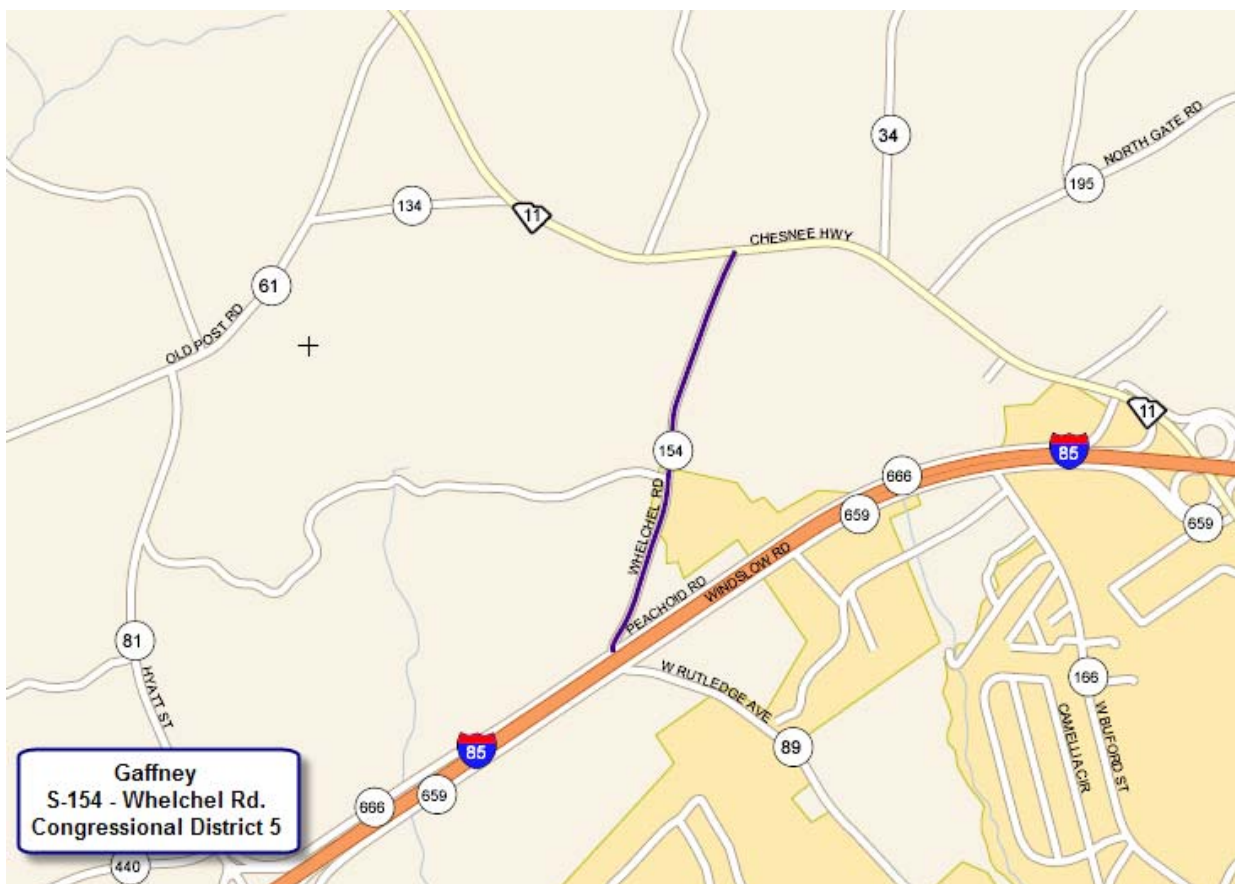 34
NORTH GATE RD
195
134
11
CHESNEE HWY
61
OLD POST RD
11
85
154
666
659
659
WHELCHEL RD
PEACHOID RD
WINDSLOW RD
81
HYATT ST
W RUTLEDGE AVE
166
CAMELLIA CIR
W BUFORD ST
89
85
666
659
Gaffney
S-154 - Whelchel Rd.
Congressional District 5
440